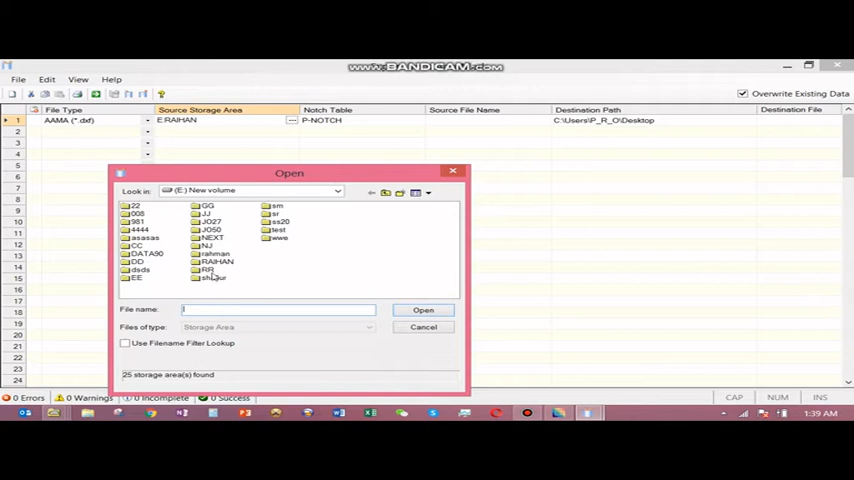 www.BANDICAM.com
File Edit View Help
Overwrite Existing Data
File Type Source Storage Area Notch Table Source File Name Destination Path Destination File
1 AAMA (*.dxf) E:RAIHAN ... P-NOTCH C:\Users\P_R_O\Desktop
2
3
4
5
6
7
8
9
10
11
12
13
14
15
16
17
18
19
20
21
22
23
24
Open
Look in: (E:) New volume
22 GG sm
008 JJ sr
981 JO27 ss20
4444 JO50 test
asasas NEXT wwe
CC NJ
DATA90 rahman
DD RAIHAN
dsds RR
EE
File name: Open
Files of type: Storage Area Cancel
Use Filename Filter Lookup
25 storage area(s) found
0 Errors 0 Warnings 0 Incomplete 0 Success CAP NUM INS
1:39 AM